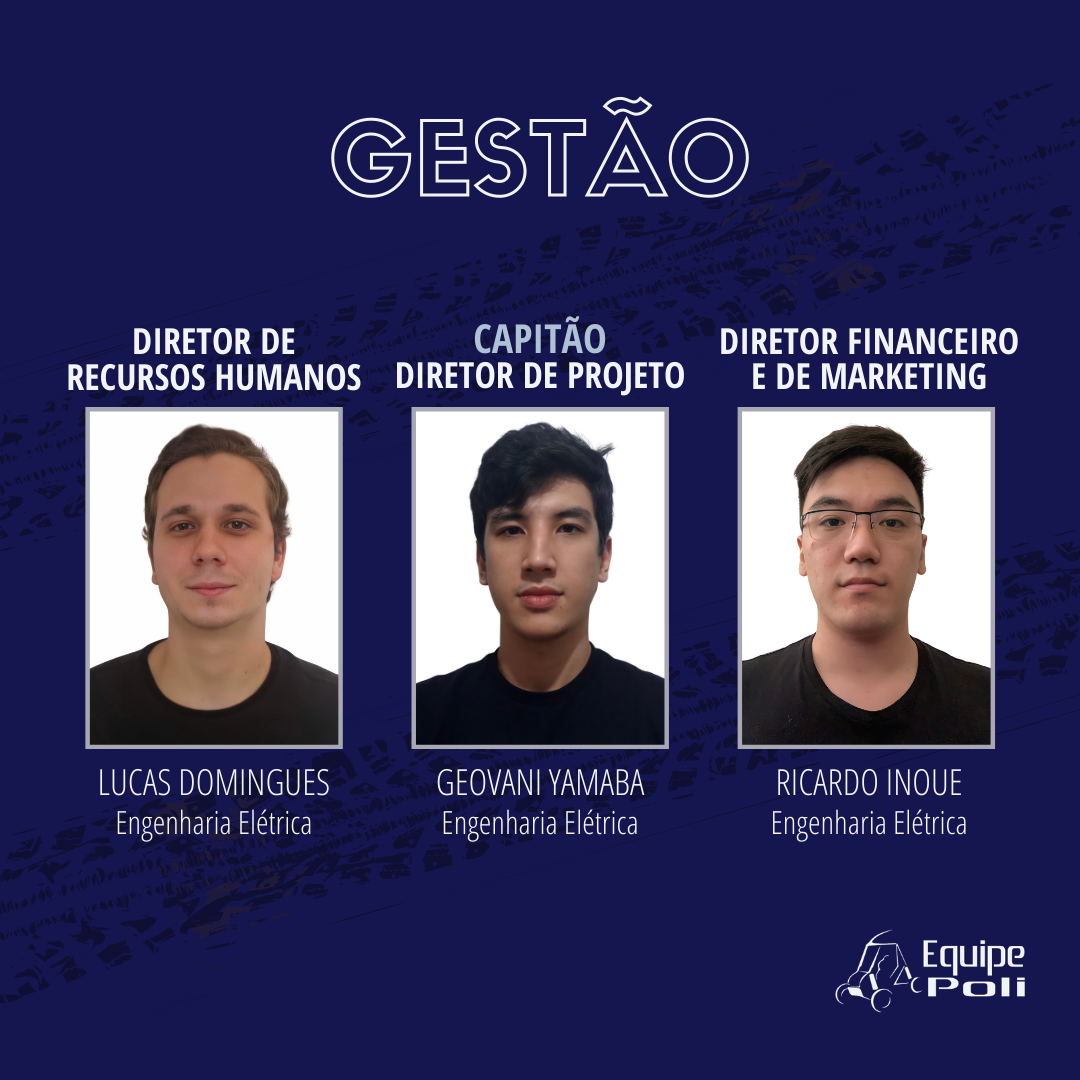 GESTÃO
DIRETOR DE
RECURSOS HUMANOS
CAPITÃO
DIRETOR DE PROJETO
DIRETOR FINANCEIRO
E DE MARKETING
LUCAS DOMINGUES
Engenharia Elétrica
GEOVANI YAMABA
Engenharia Elétrica
RICARDO INOUE
Engenharia Elétrica
Equipe
Poli